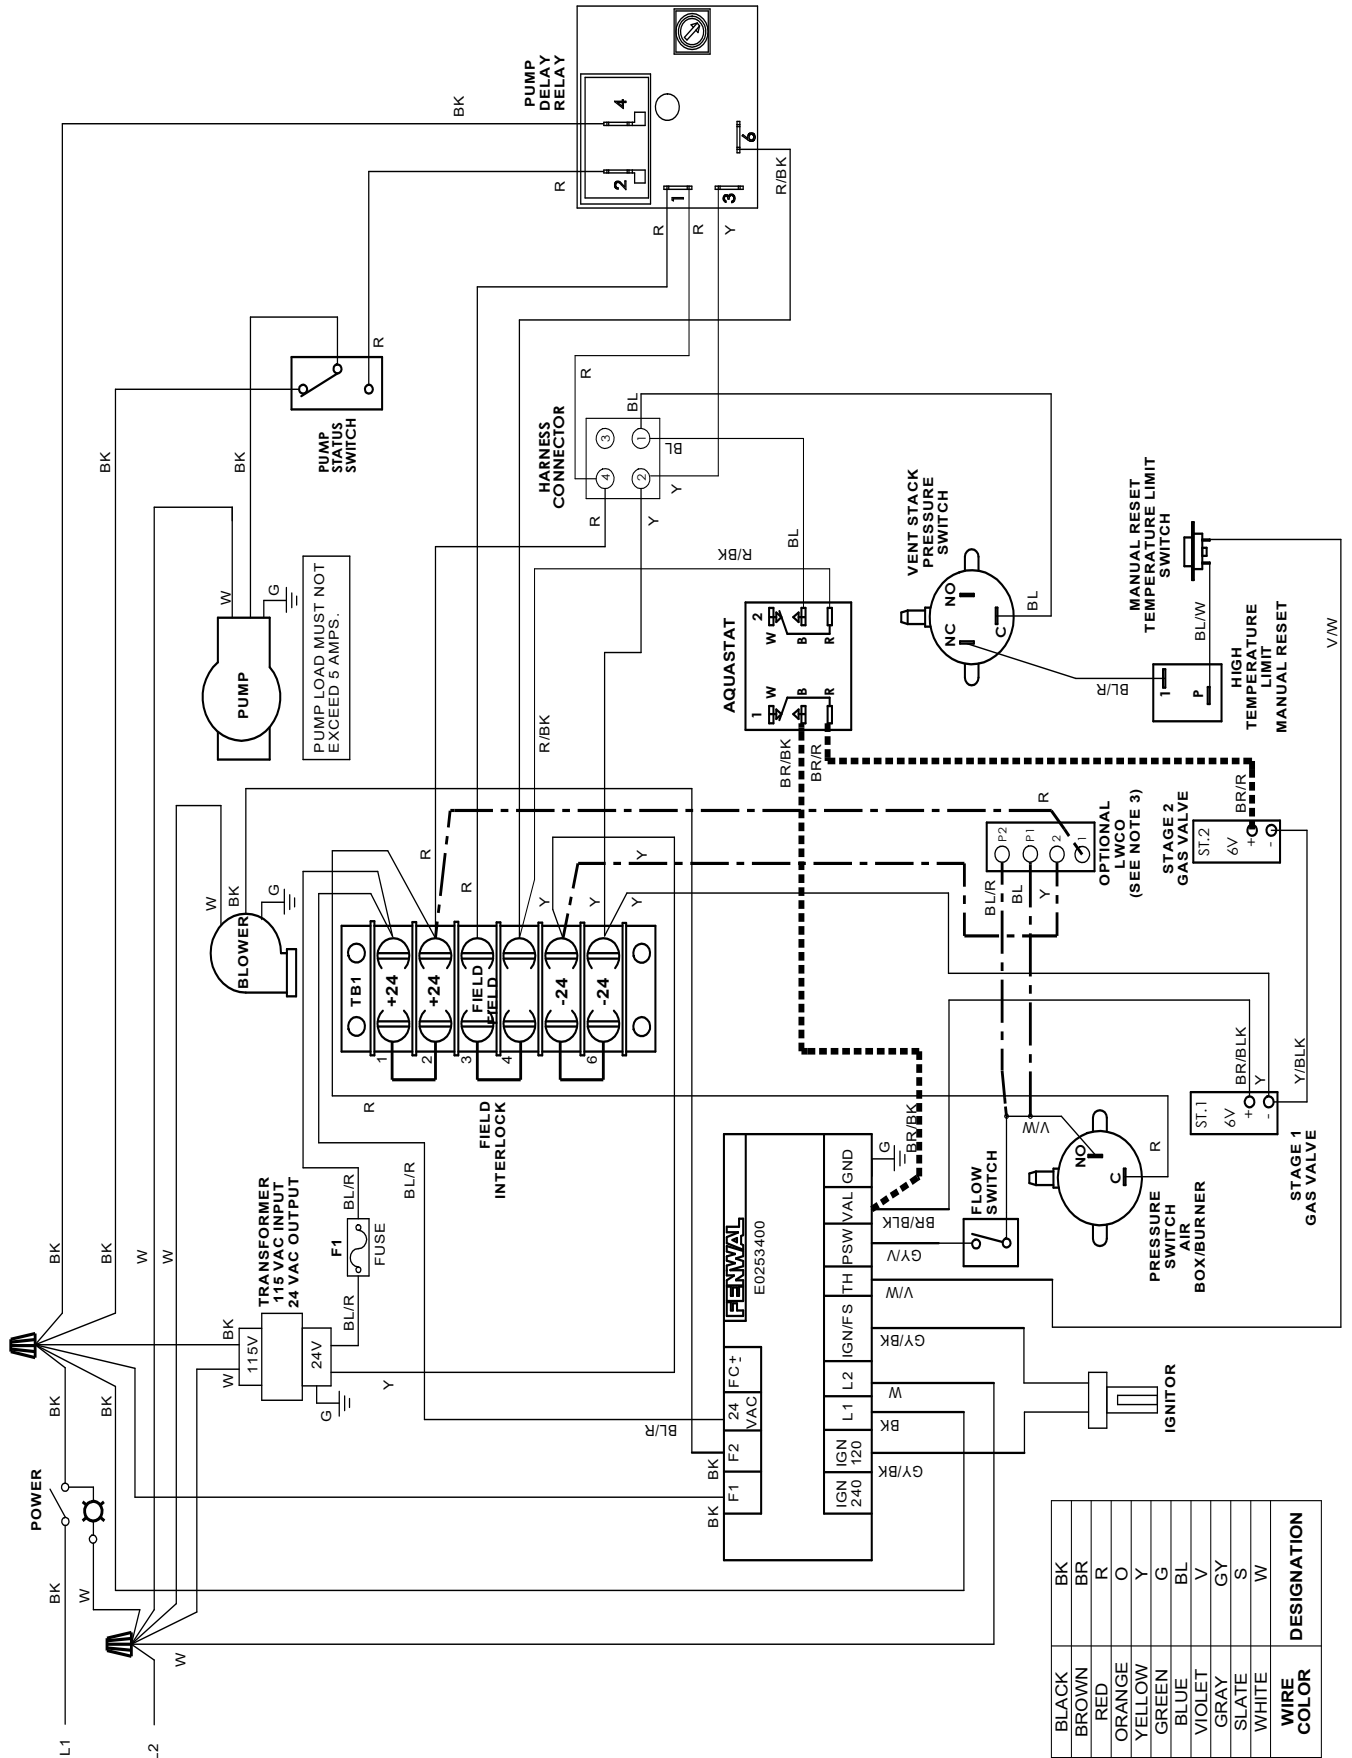 L1
L2
BK
W
POWER
BK
BK
W
BK
BK
W
W
W
BK
115V
24V
G
TRANSFORMER
115 VAC INPUT
24 VAC OUTPUT
BL/R
F1
FUSE
BL/R
Y
BL/R
R
BLOWER
W
BK
G
PUMP
W
G
PUMP LOAD MUST NOT
EXCEED 5 AMPS.
BK
BK
PUMP
STATUS
SWITCH
R
BK
R
PUMP
DELAY
RELAY
4
2
1
3
6
R
R
Y
R/BK
TB1
+24
+24
FIELD
FIELD
-24
-24
1
2
3
4
6
FIELD
INTERLOCK
R
R
Y
Y
Y
Y
R/BK
HARNESS
CONNECTOR
3
1
4
2
R
BL
BL
Y
R
Y
R/BK
BL
AQUASTAT
1
W
B
R
2
W
B
R
BR/BK
BR/R
VENT STACK
PRESSURE
SWITCH
NC
NO
C
BL
BL/R
MANUAL RESET
TEMPERATURE LIMIT
SWITCH
BL/W
1
P
HIGH
TEMPERATURE
LIMIT
MANUAL RESET
V/W
R
P2
P1
2
1
OPTIONAL
LWCO
(SEE NOTE 3)
BL/R
BL
Y
BR/R
ST.2
6V
+
-
STAGE 2
GAS VALVE
BR/BLK
Y
Y/BLK
ST.1
6V
+
-
STAGE 1
GAS VALVE
V/W
NO
C
R
PRESSURE
SWITCH
AIR
BOX/BURNER
FLOW
SWITCH
FENWAL
E0253400
F1
F2
24
VAC
FC±
BK
BK
BL/R
IGN
240
IGN
120
L1
L2
IGN/FS
TH
PSW
VAL
GND
GY/BK
BK
W
GY/BK
V/W
GY/V
BR/BLK
BR/BK
G
IGNITOR
BLACK BK
BROWN BR
RED R
ORANGE O
YELLOW Y
GREEN G
BLUE BL
VIOLET V
GRAY GY
SLATE S
WHITE W
WIRE
COLOR
DESIGNATION